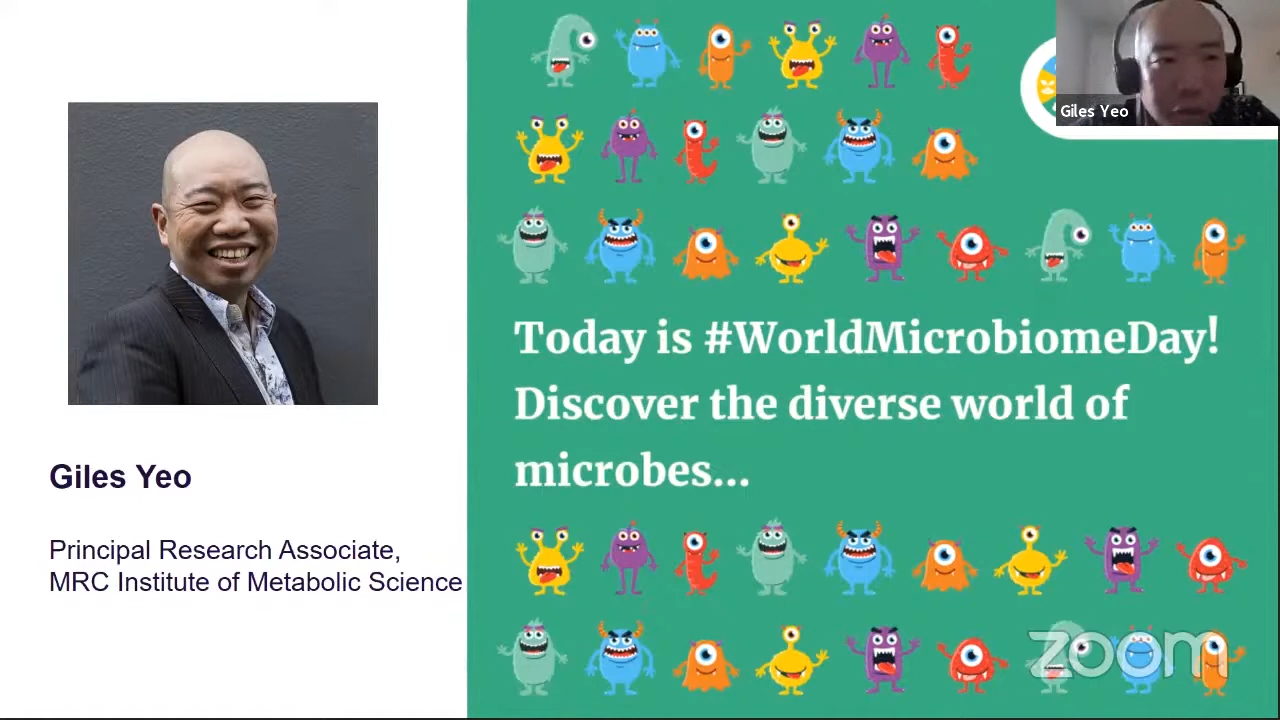 Giles Yeo
Today is #WorldMicrobiomeDay!
Discover the diverse world of
microbes...
Giles Yeo
Principal Research Associate,
MRC Institute of Metabolic Science
zoom